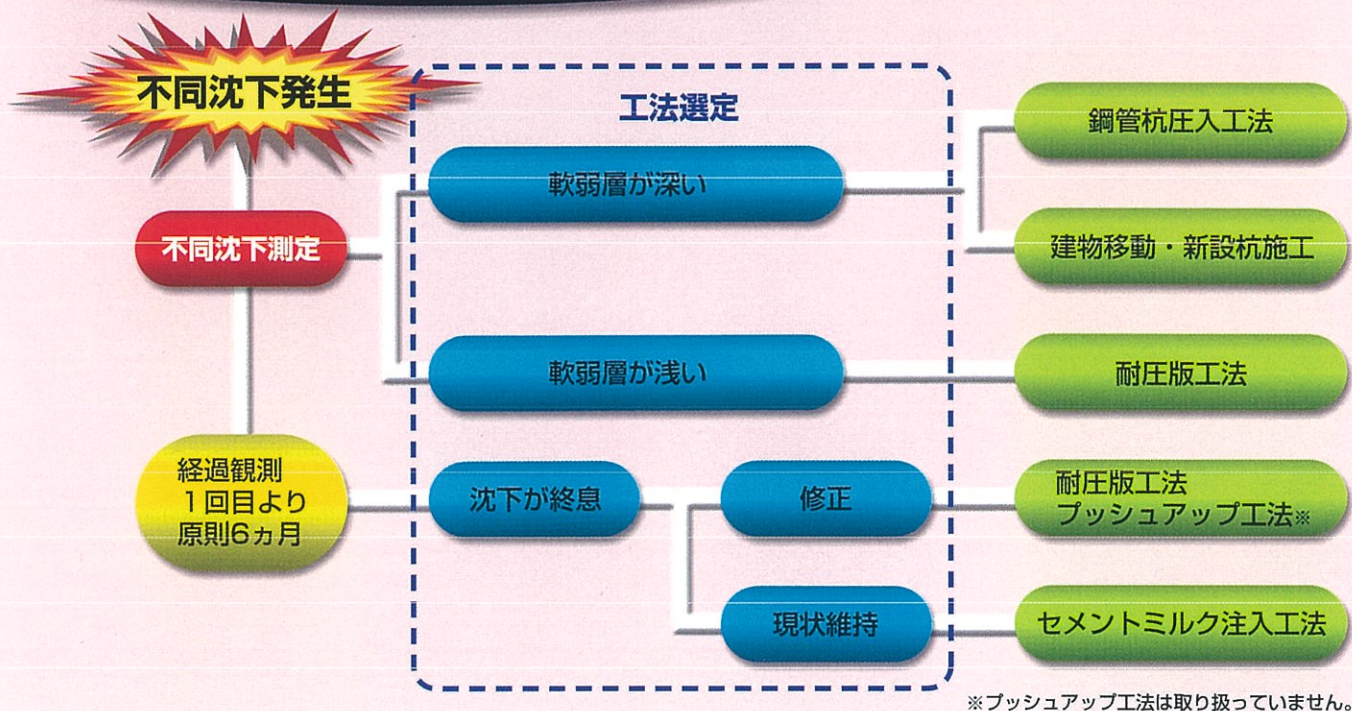 不同沈下発生
工法選定
鋼管杭圧入工法
軟弱層が深い
不同沈下測定
建物移動・新設杭施工
軟弱層が浅い
耐圧版工法
経過観測
１回目より
原則6ヵ月
沈下が終息
修正
耐圧版工法
プッシュアップ工法※
現状維持
セメントミルク注入工法
※プッシュアップ工法は取り扱っていません。